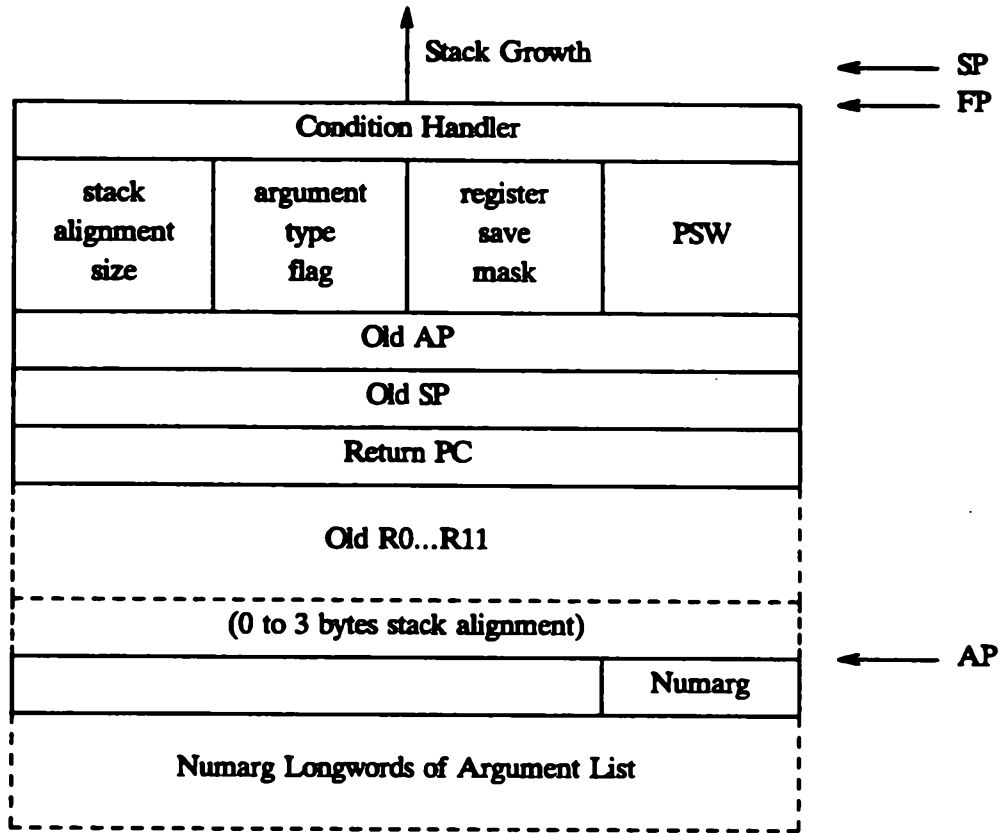 Stack Growth
SP
FP
Condition Handler
stack
alignment
size
argument
type
flag
register
save
mask
PSW
Old AP
Old SP
Return PC
Old R0...R11
(0 to 3 bytes stack alignment)
AP
Numarg
Numarg Longwords of Argument List